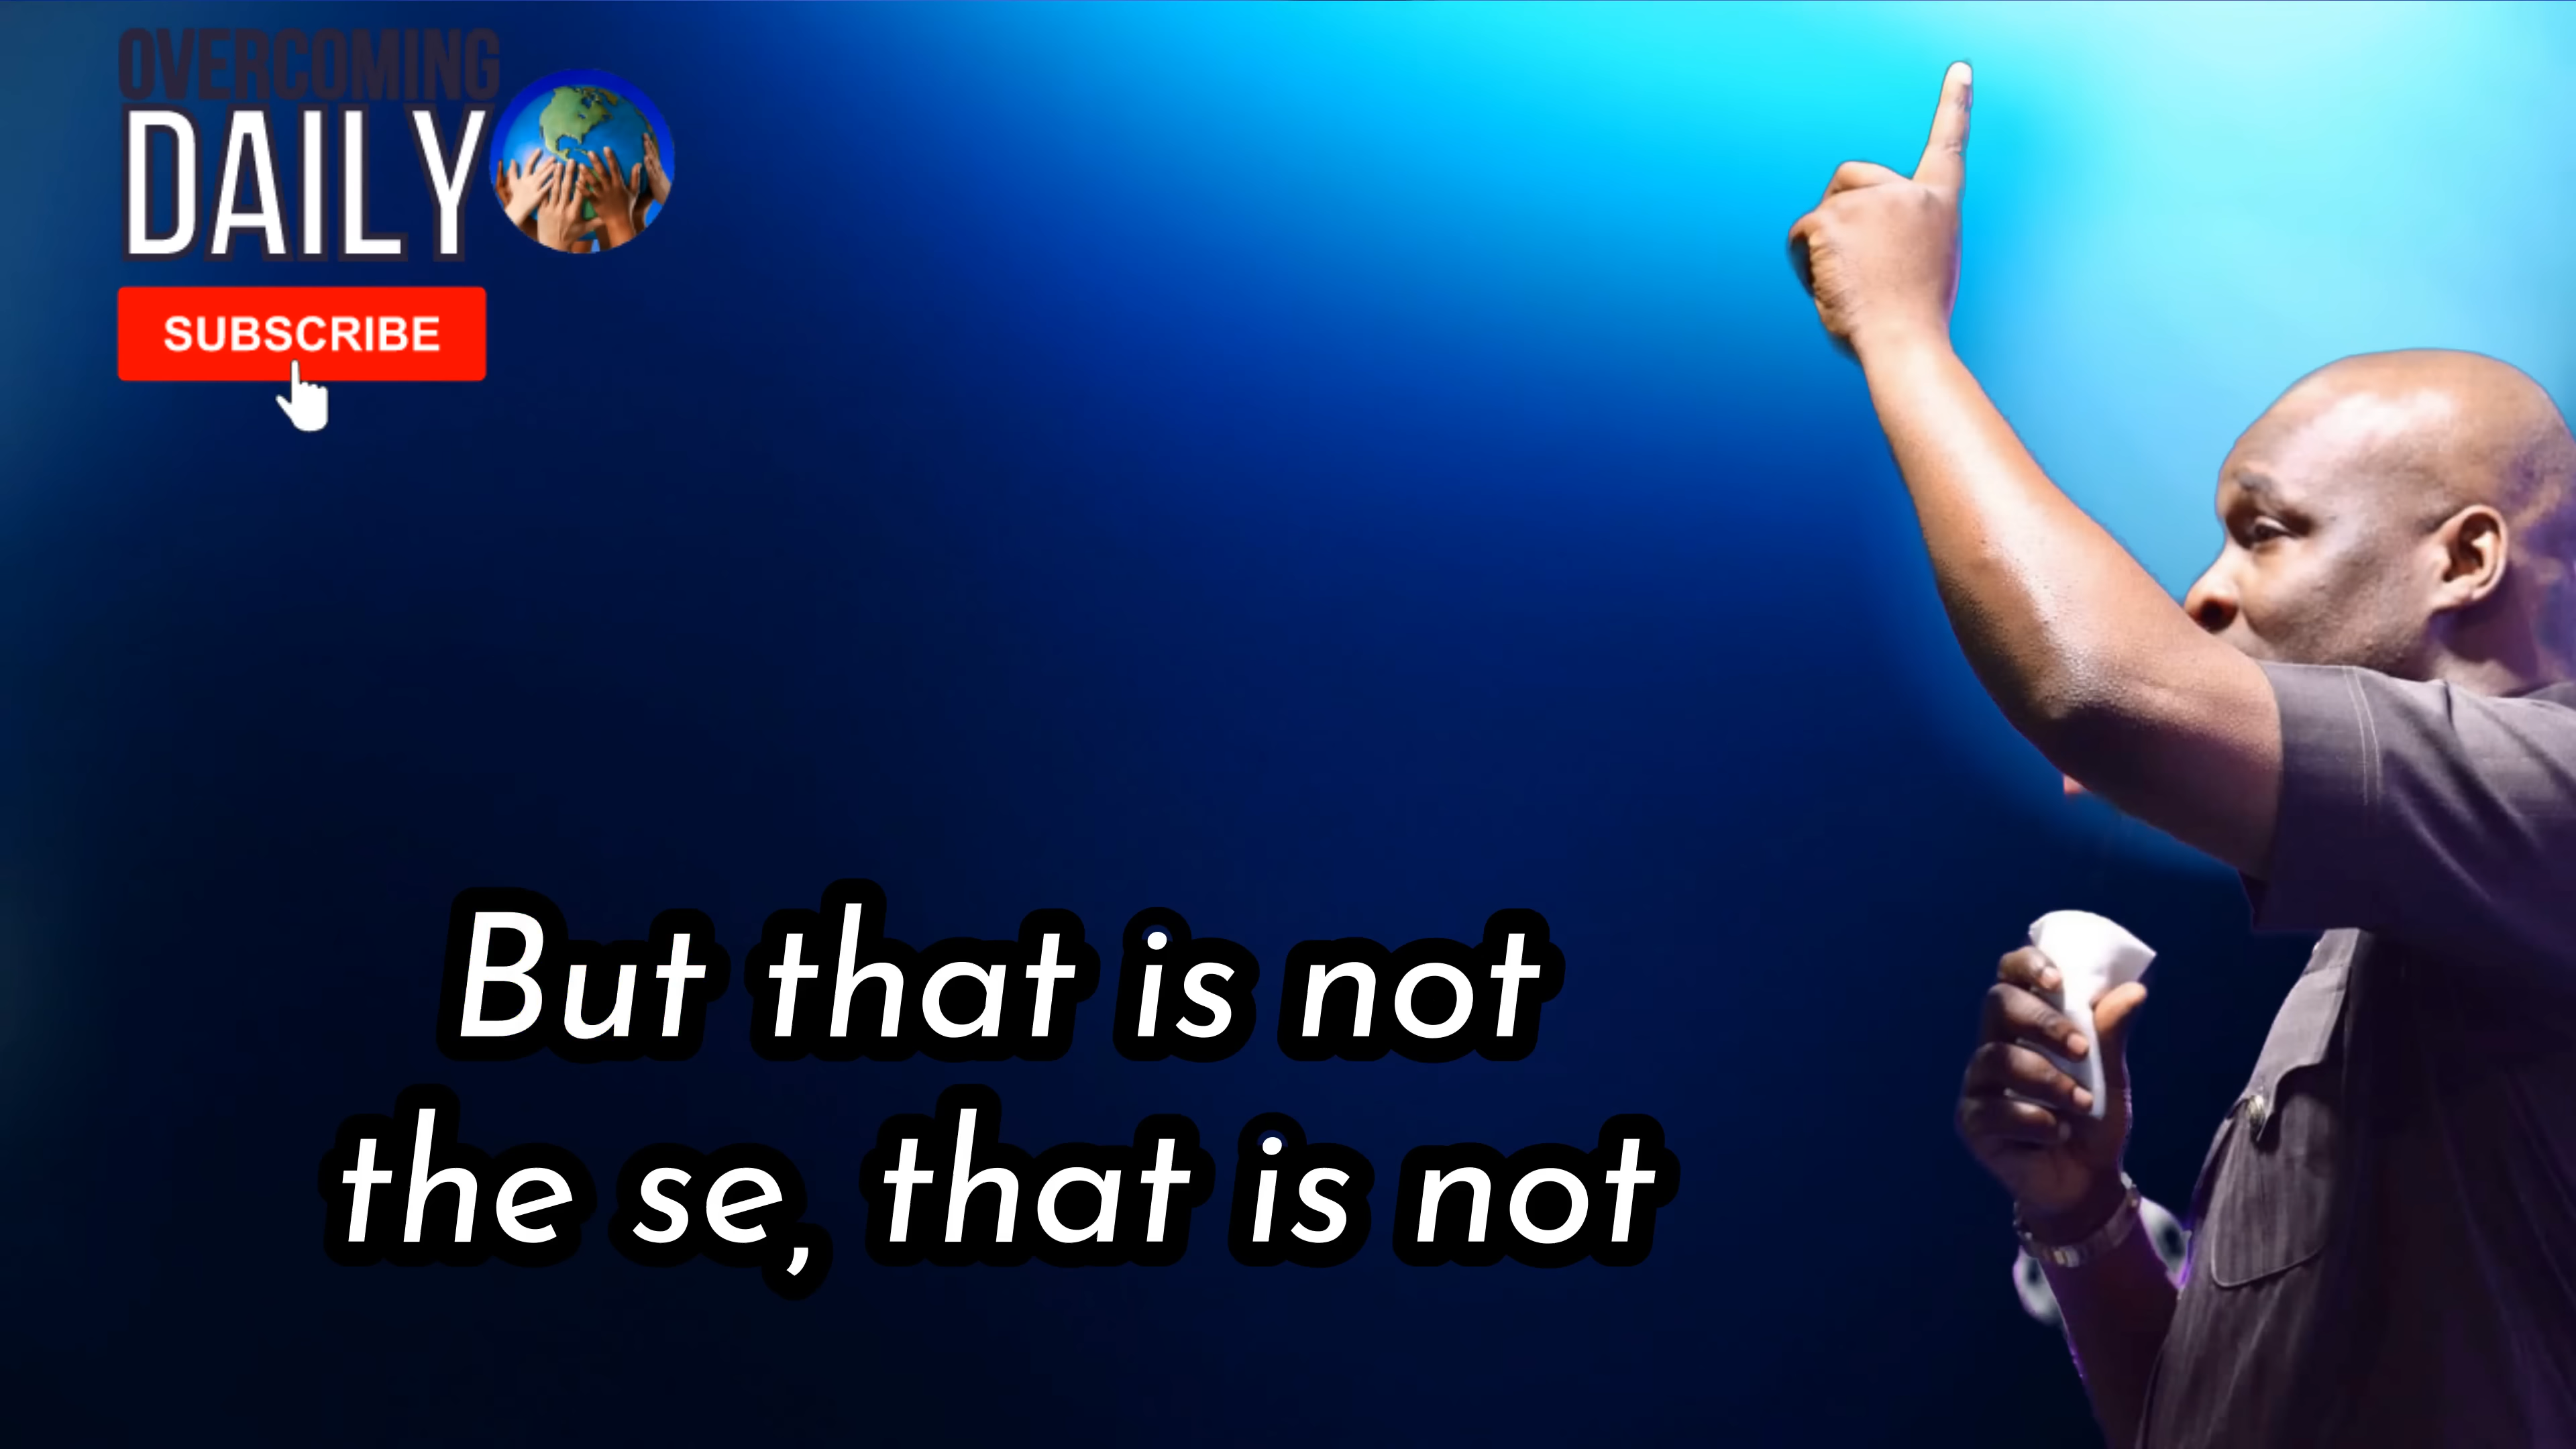 OVERCOMING
DAILY
SUBSCRIBE
But that is not
the se, that is not